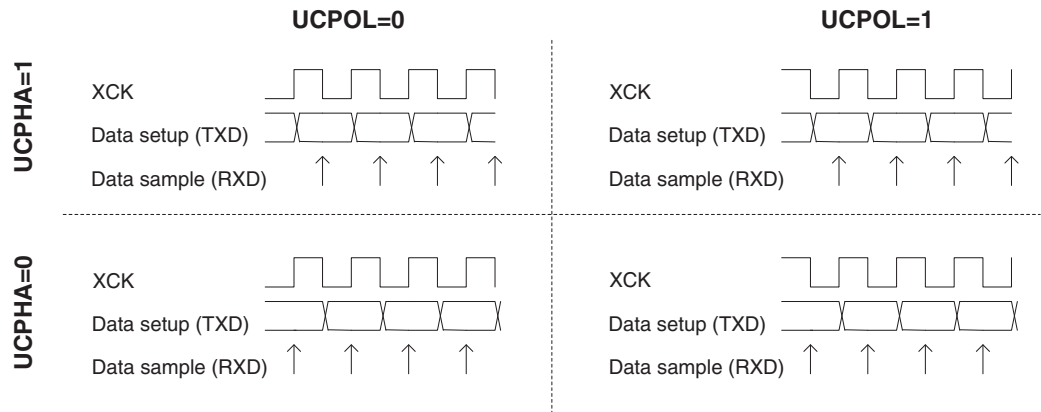 UCPOL=0
UCPOL=1
UCPHA=1
XCK
Data setup (TXD)
Data sample (RXD)
XCK
Data setup (TXD)
Data sample (RXD)
UCPHA=0
XCK
Data setup (TXD)
Data sample (RXD)
XCK
Data setup (TXD)
Data sample (RXD)